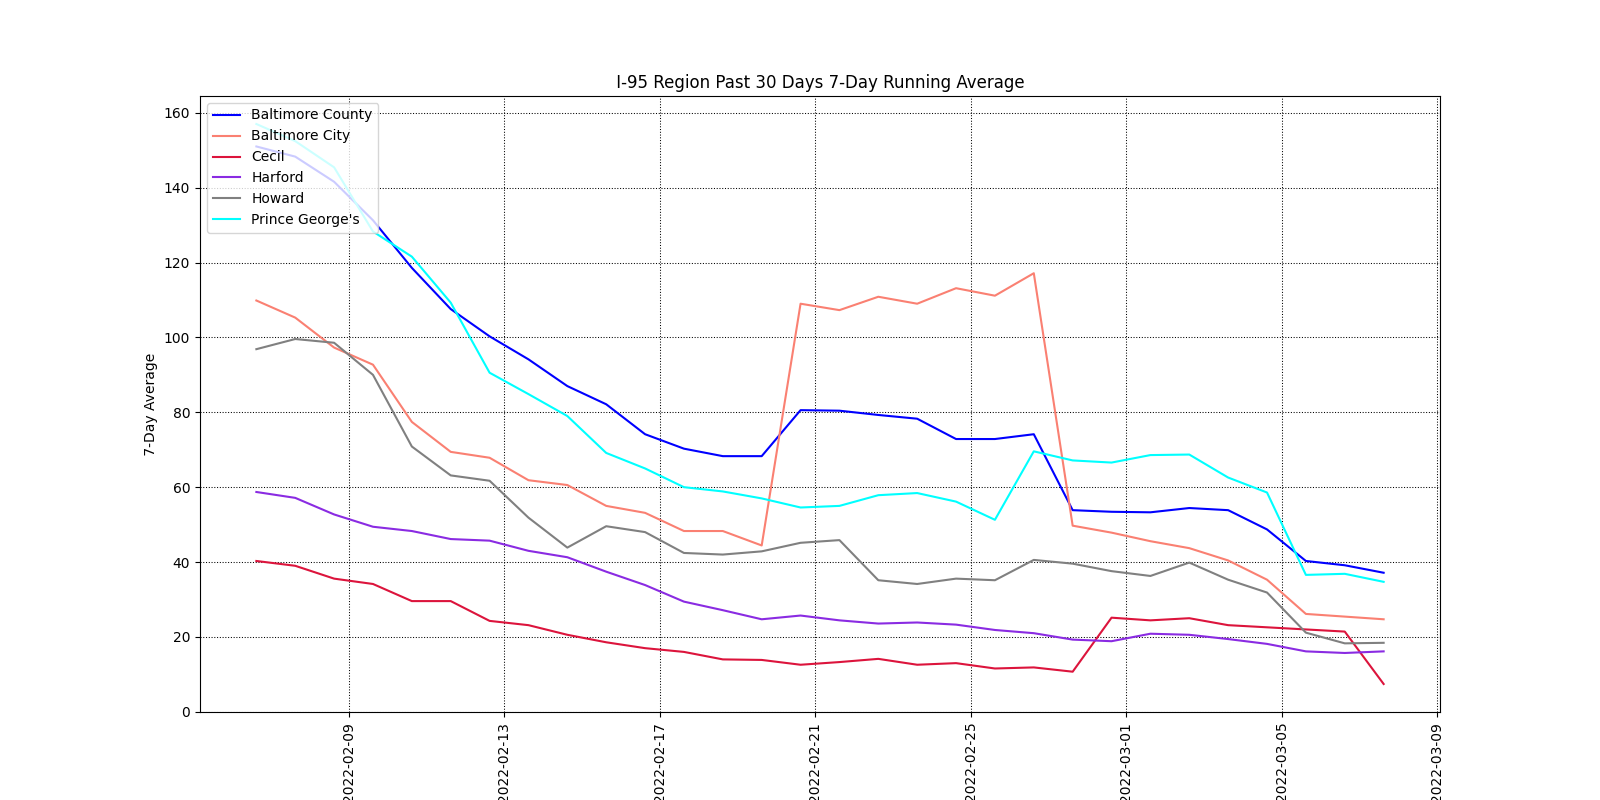 I-95 Region Past 30 Days 7-Day Running Average
Baltimore County
Baltimore City
Cecil
Harford
Howard
Prince George's
7-Day Average
160
140
120
100
80
60
40
20
0
2022-02-09
2022-02-13
2022-02-17
2022-02-21
2022-02-25
2022-03-01
2022-03-05
2022-03-09